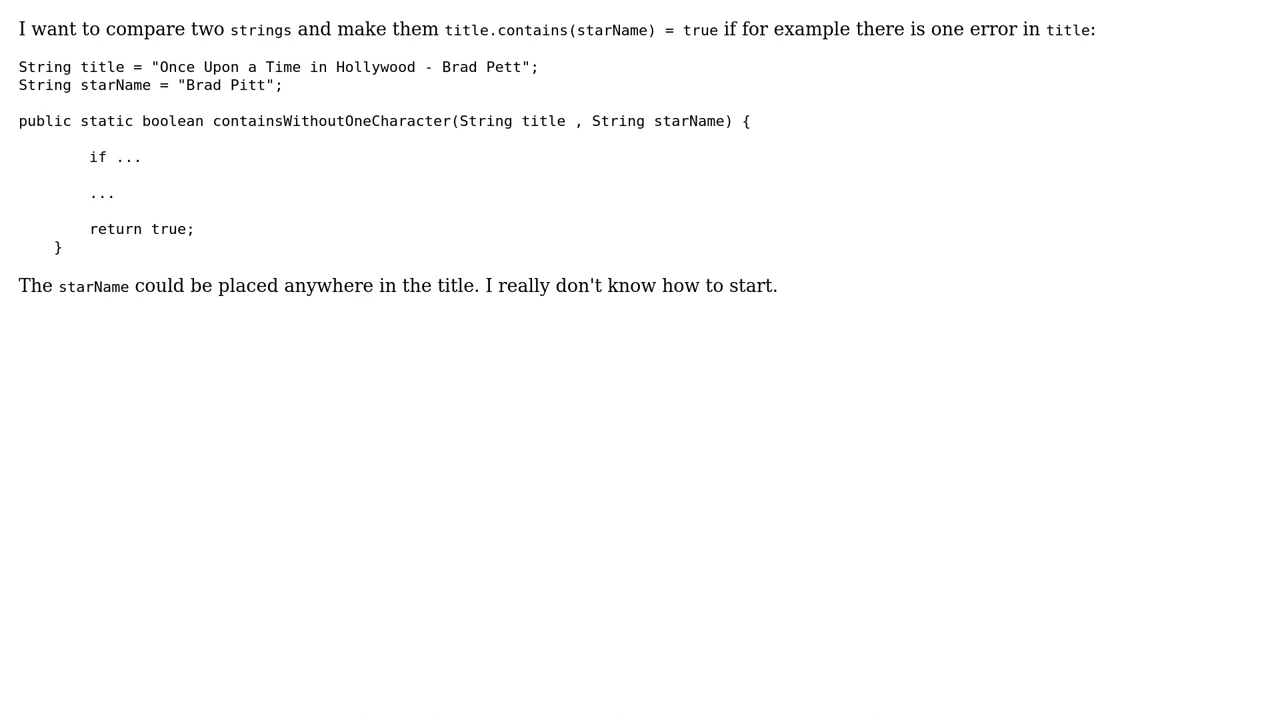 I want to compare two strings and make them title.contains(starName) = true if for example there is one error in title:
String title = "Once Upon a Time in Hollywood - Brad Pett";
String starName = "Brad Pitt";
public static boolean containsWithoutOneCharacter(String title , String starName) {
if ...
...
return true;
}
The starName could be placed anywhere in the title. I really don't know how to start.